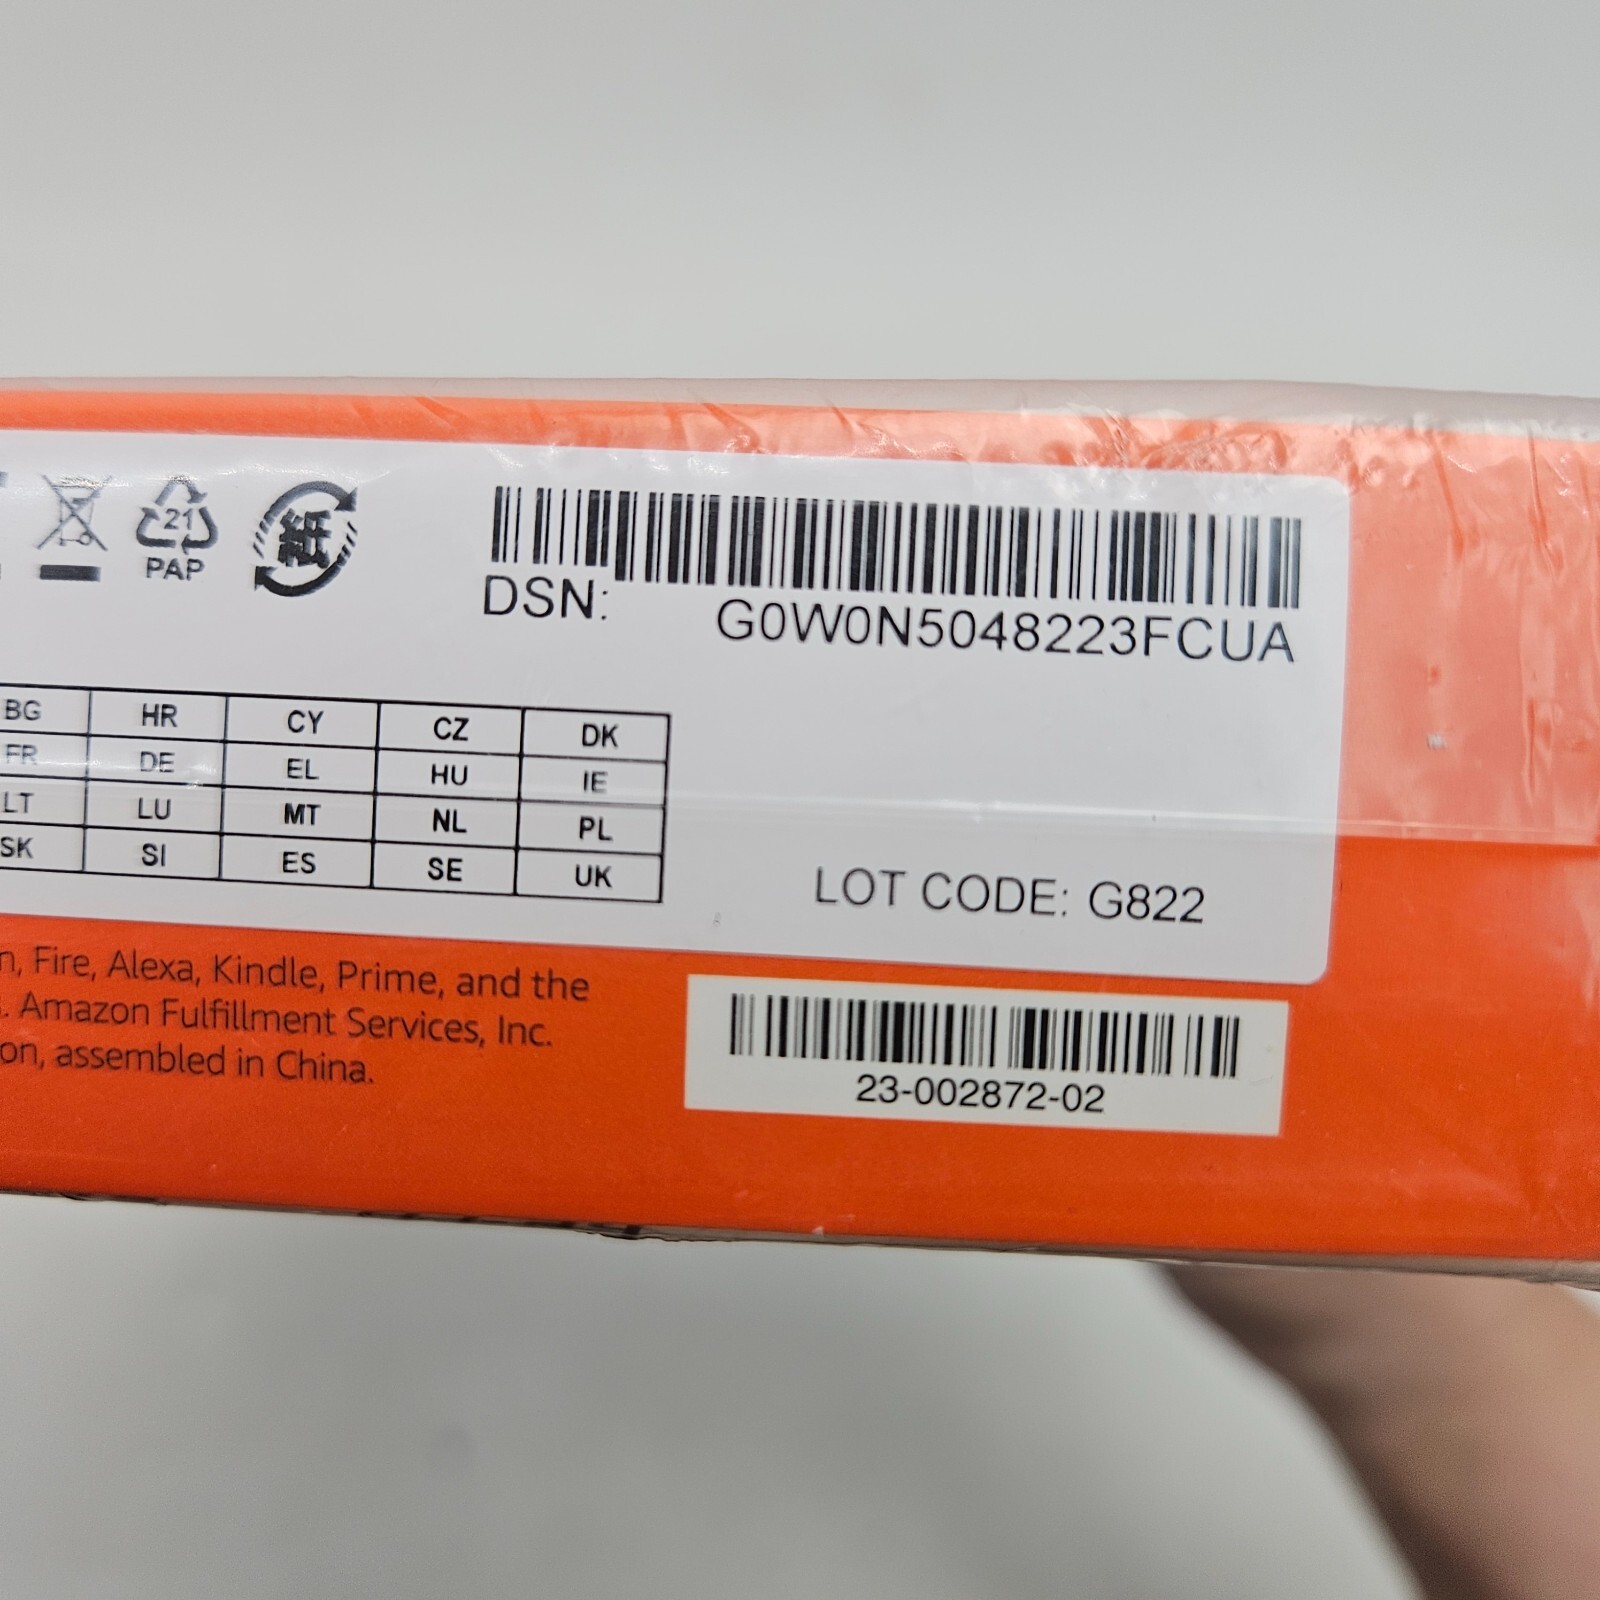 21
PAP
紙
DSN:
G0W0N5048223FCUA
BG HR CY CZ DK
FR DE EL HU IE
LT LU MT NL PL
SK SI ES SE UK
LOT CODE: G822
n, Fire, Alexa, Kindle, Prime, and the
. Amazon Fulfillment Services, Inc.
on, assembled in China.
23-002872-02